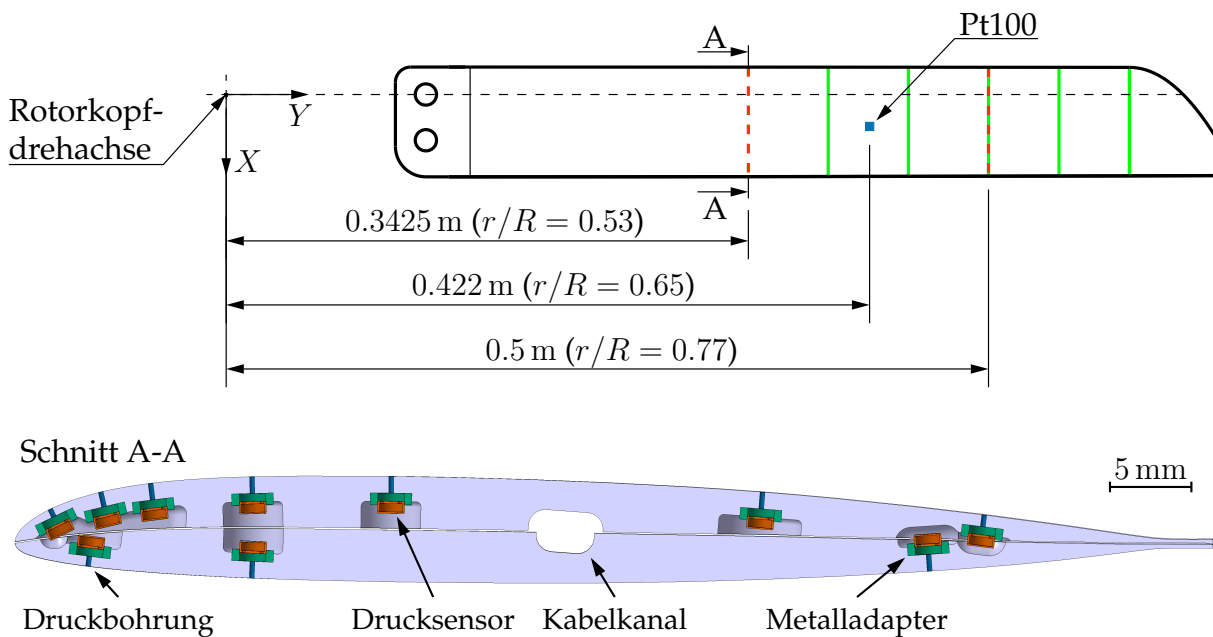 A
Pt100
Rotorkopf-
drehachse
Y
X
A
0.3425 m (r/R = 0.53)
0.422 m (r/R = 0.65)
0.5 m (r/R = 0.77)
Schnitt A-A
5 mm
Druckbohrung
Drucksensor
Kabelkanal
Metalladapter